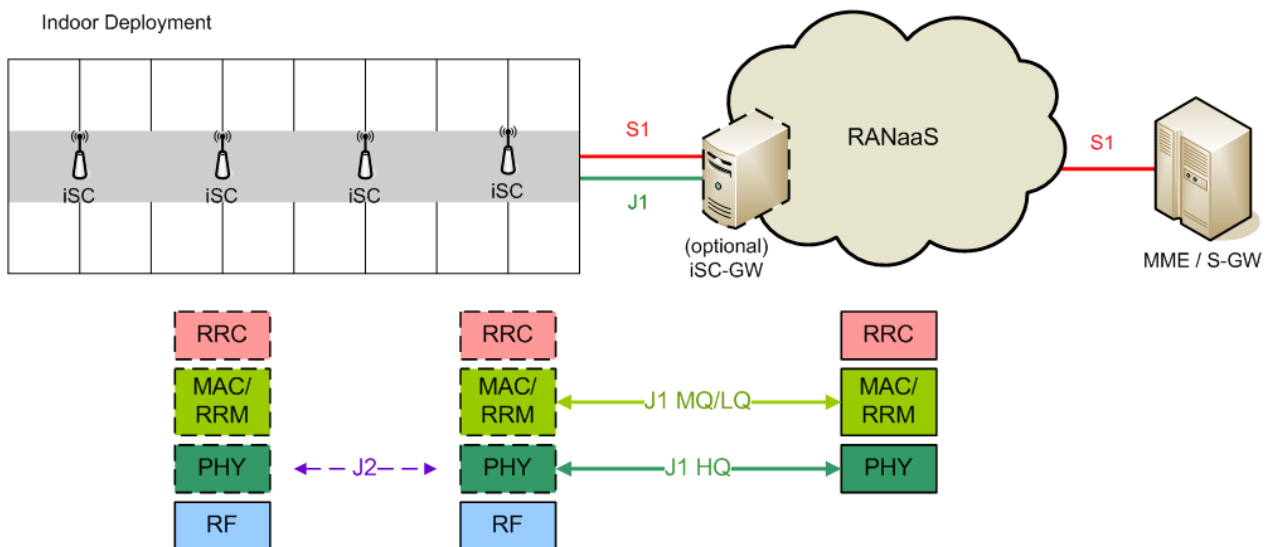 Indoor Deployment
iSC
iSC
iSC
iSC
S1
J1
(optional)
iSC-GW
RANaaS
S1
MME / S-GW
RRC
RRC
RRC
MAC/
RRM
MAC/
RRM
J1 MQ/LQ
MAC/
RRM
PHY
J2
PHY
J1 HQ
PHY
RF
RF